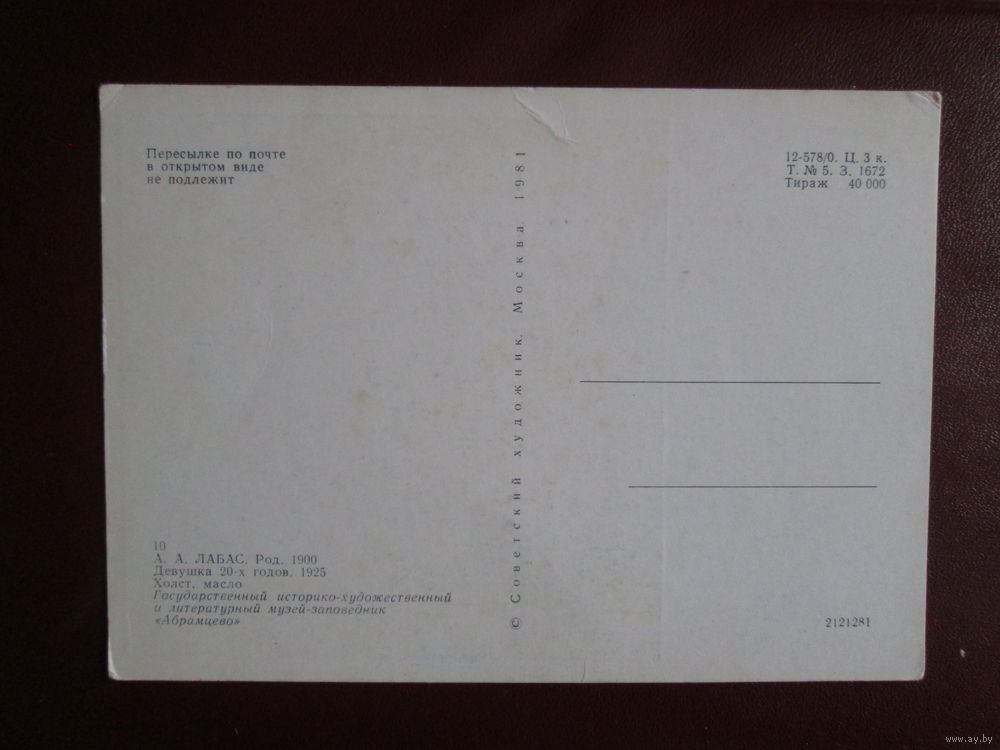 Пересылке по почте
в открытом виде
не подлежит
12-578/0. Ц. 3 к.
Т. № 5. З. 1672
Тираж 40 000
© Советский художник. Москва. 1981
10
А. А. ЛАБАС. Род. 1900
Девушка 20-х годов. 1925
Холст, масло
Государственный историко-художественный
и литературный музей-заповедник
«Абрамцево»
2121281
www.ay.by